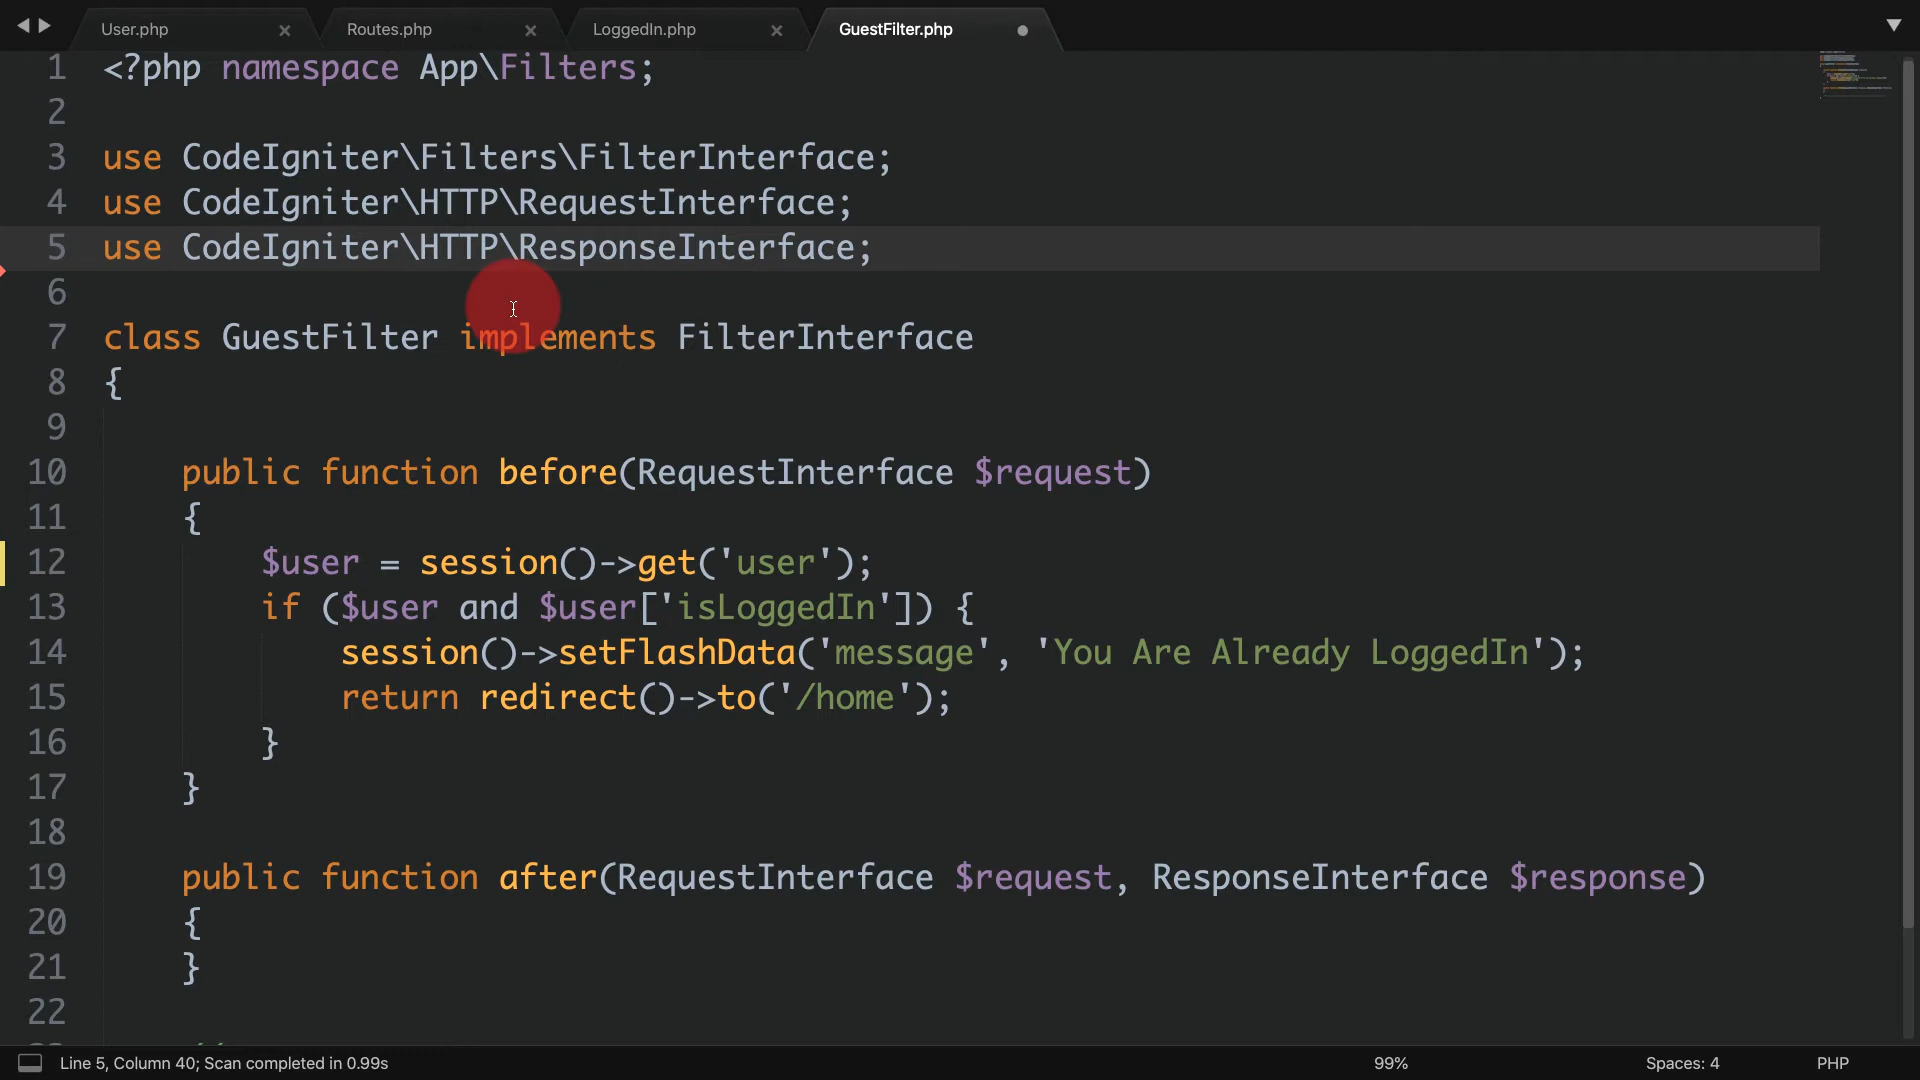 User.php
Routes.php
LoggedIn.php
GuestFilter.php
1 <?php namespace App\Filters;
2
3 use CodeIgniter\Filters\FilterInterface;
4 use CodeIgniter\HTTP\RequestInterface;
5 use CodeIgniter\HTTP\ResponseInterface;
6
7 class GuestFilter implements FilterInterface
8 {
9
10 public function before(RequestInterface $request)
11 {
12 $user = session()->get('user');
13 if ($user and $user['isLoggedIn']) {
14 session()->setFlashData('message', 'You Are Already LoggedIn');
15 return redirect()->to('/home');
16 }
17 }
18
19 public function after(RequestInterface $request, ResponseInterface $response)
20 {
21 }
22
Line 5, Column 40; Scan completed in 0.99s
99%
Spaces: 4
PHP